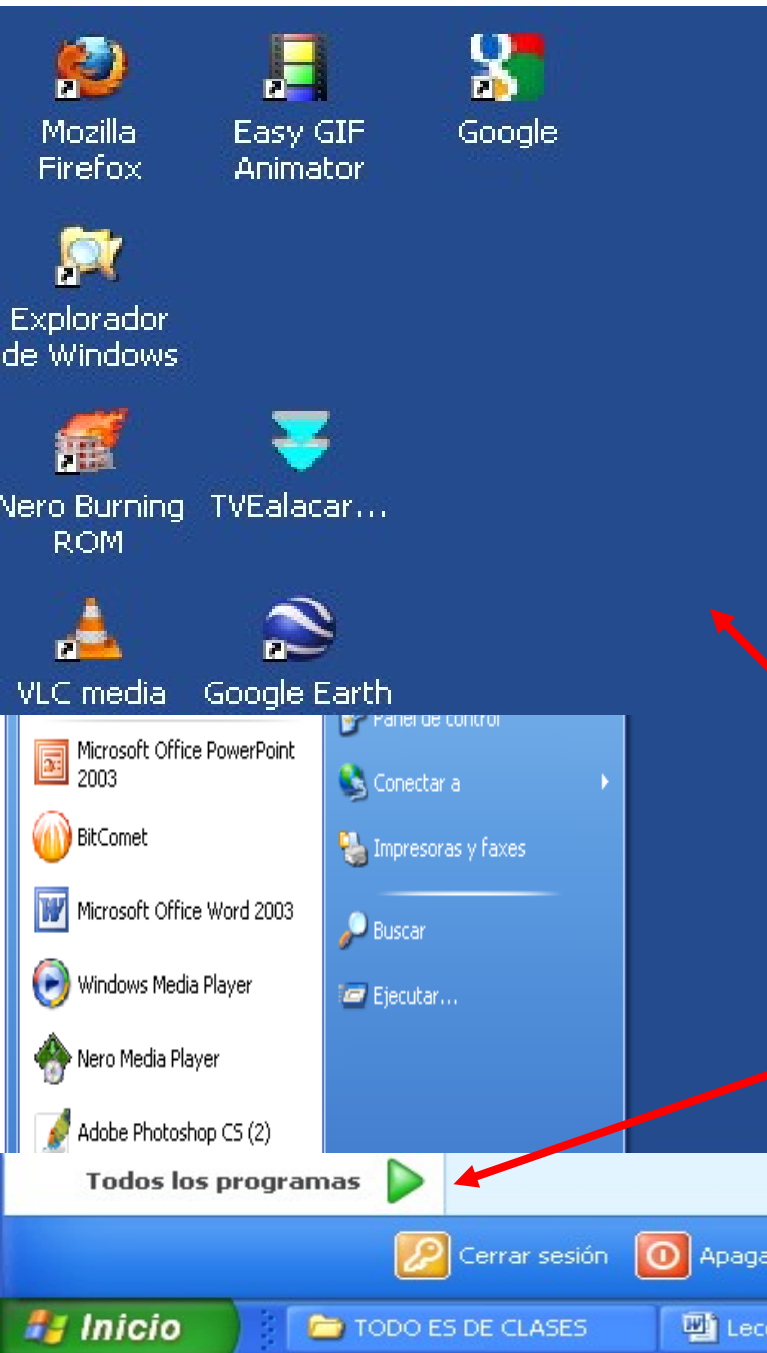 Mozilla
Firefox
Easy GIF
Animator
Google
Explorador
de Windows
Nero Burning
ROM
TVEalacar...
VLC media
Google Earth
Microsoft Office PowerPoint
2003
BitComet
Microsoft Office Word 2003
Windows Media Player
Nero Media Player
Adobe Photoshop CS (2)
Panel de control
Conectar a
Impresoras y faxes
Buscar
Ejecutar...
Todos los programas
Cerrar sesión
Apaga
Inicio
TODO ES DE CLASES
Lec